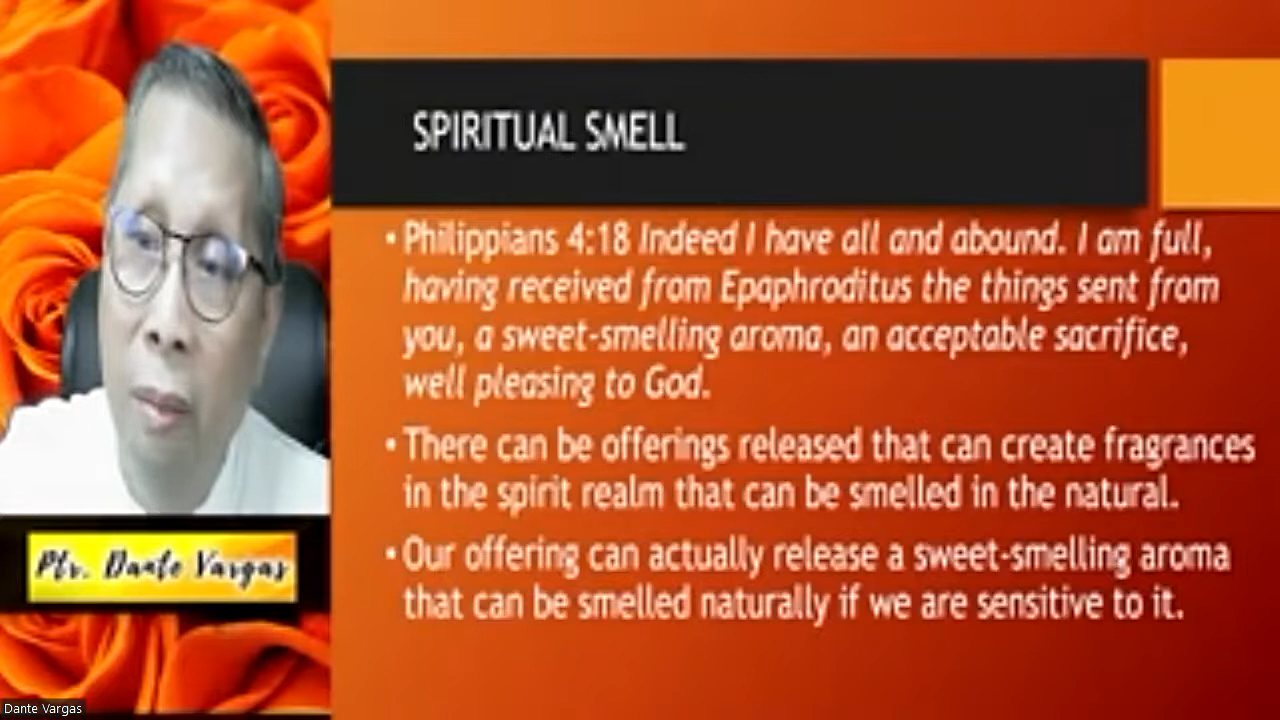 SPIRITUAL SMELL
• Philippians 4:18 Indeed I have all and abound. I am full,
having received from Epaphroditus the things sent from
you, a sweet-smelling aroma, an acceptable sacrifice,
well pleasing to God.
• There can be offerings released that can create fragrances
in the spirit realm that can be smelled in the natural.
• Our offering can actually release a sweet-smelling aroma
that can be smelled naturally if we are sensitive to it.
Ptr. Dante Vargas
Dante Vargas